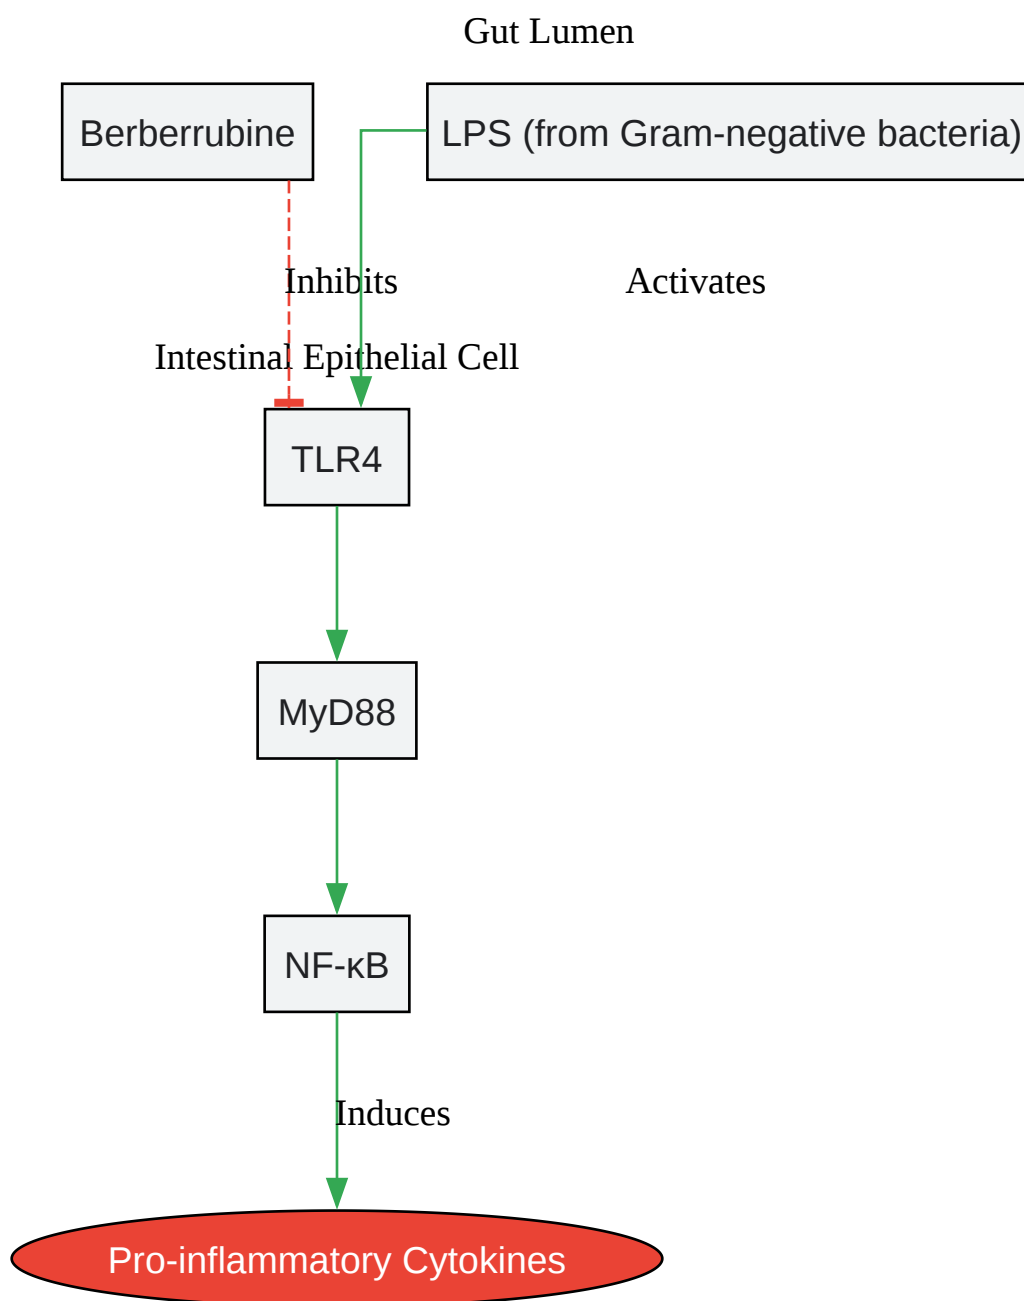 Gut Lumen
Berberrubine
LPS (from Gram-negative bacteria)
Inhibits
Activates
Intestinal Epithelial Cell
TLR4
MyD88
NF-κB
Induces
Pro-inflammatory Cytokines